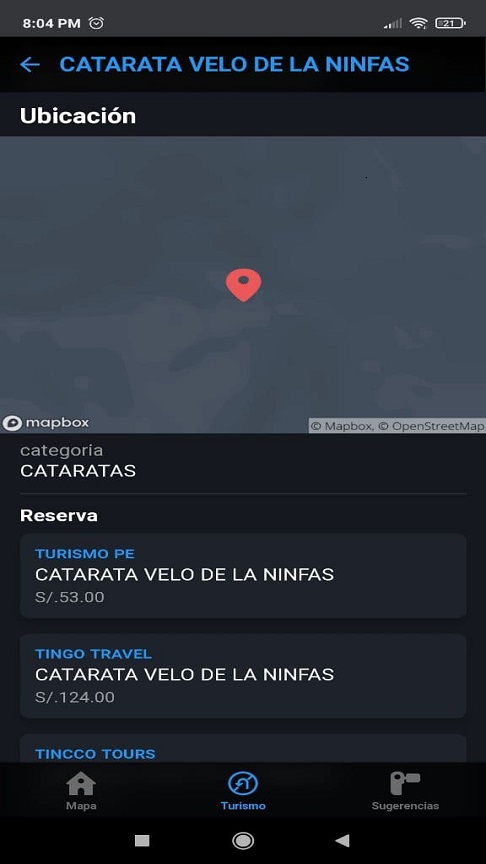 8:04 PM
21
CATARATA VELO DE LA NINFAS
Ubicación
mapbox
© Mapbox, © OpenStreetMap
categoria
CATARATAS
Reserva
TURISMO PE
CATARATA VELO DE LA NINFAS
S/.53.00
TINGO TRAVEL
CATARATA VELO DE LA NINFAS
S/.124.00
TINCCO TOURS
Mapa
Turismo
Sugerencias